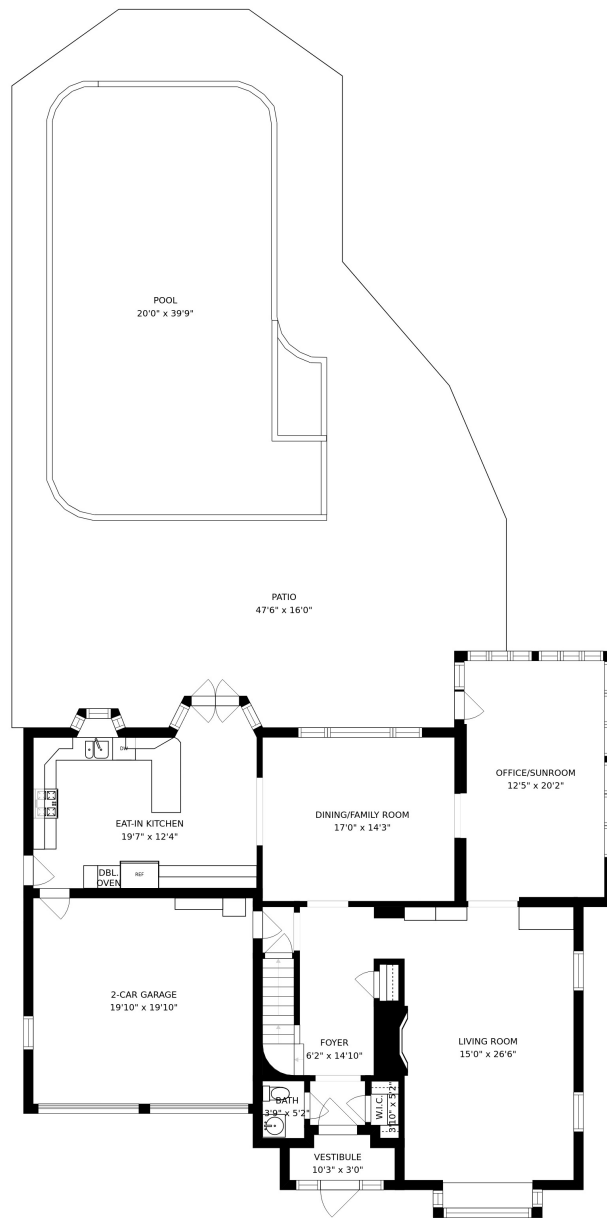 POOL
20'0" x 39'9"
PATIO
47'6" x 16'0"
OFFICE/SUNROOM
12'5" x 20'2"
DW
EAT-IN KITCHEN
19'7" x 12'4"
DINING/FAMILY ROOM
17'0" x 14'3"
DBL.
OVEN
REF
2-CAR GARAGE
19'10" x 19'10"
FOYER
6'2" x 14'10"
LIVING ROOM
15'0" x 26'6"
BATH
3'9" x 5'2"
W.I.C.
3'10" x 5'2"
VESTIBULE
10'3" x 3'0"